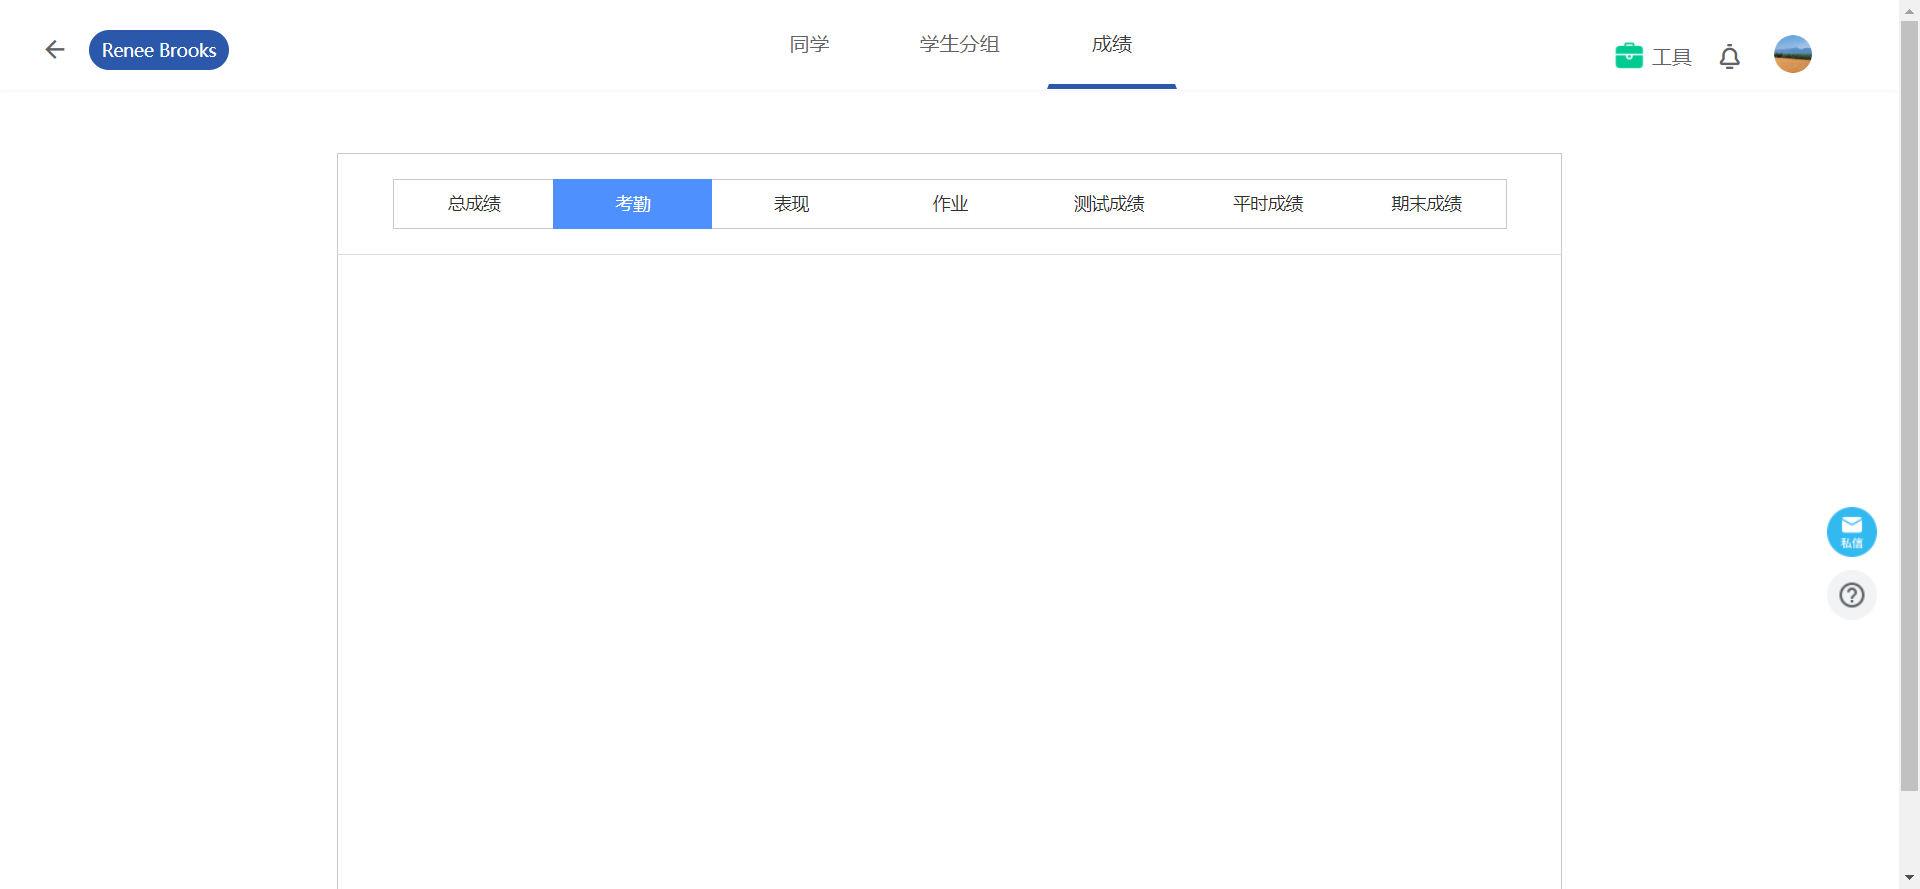 Renee Brooks
同学
学生分组
成绩
工具
总成绩
考勤
表现
作业
测试成绩
平时成绩
期末成绩
私信